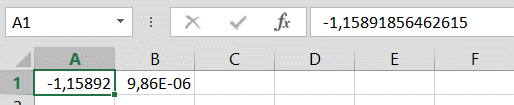 A1 fx -1,15891856462615
A B C D E F
1 -1,15892 9,86E-06